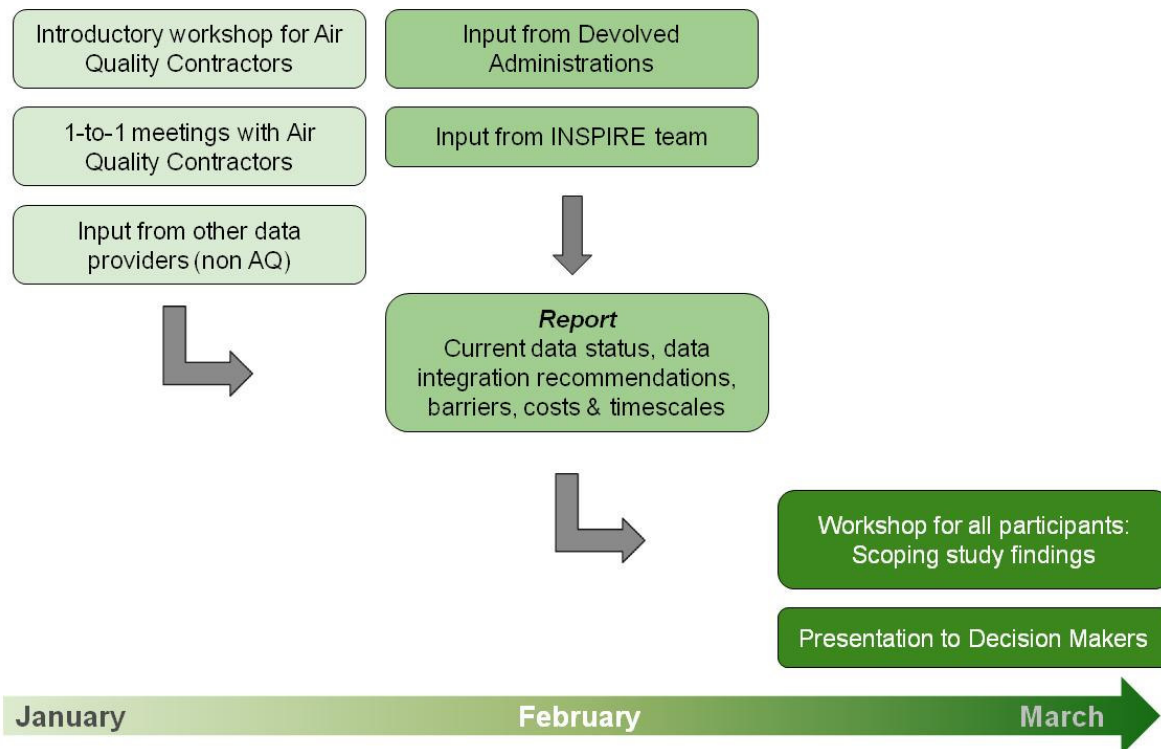 Introductory workshop for Air
Quality Contractors
1-to-1 meetings with Air
Quality Contractors
Input from other data
providers (non AQ)
Input from Devolved
Administrations
Input from INSPIRE team
Report
Current data status, data
integration recommendations,
barriers, costs & timescales
Workshop for all participants:
Scoping study findings
Presentation to Decision Makers
January
February
March